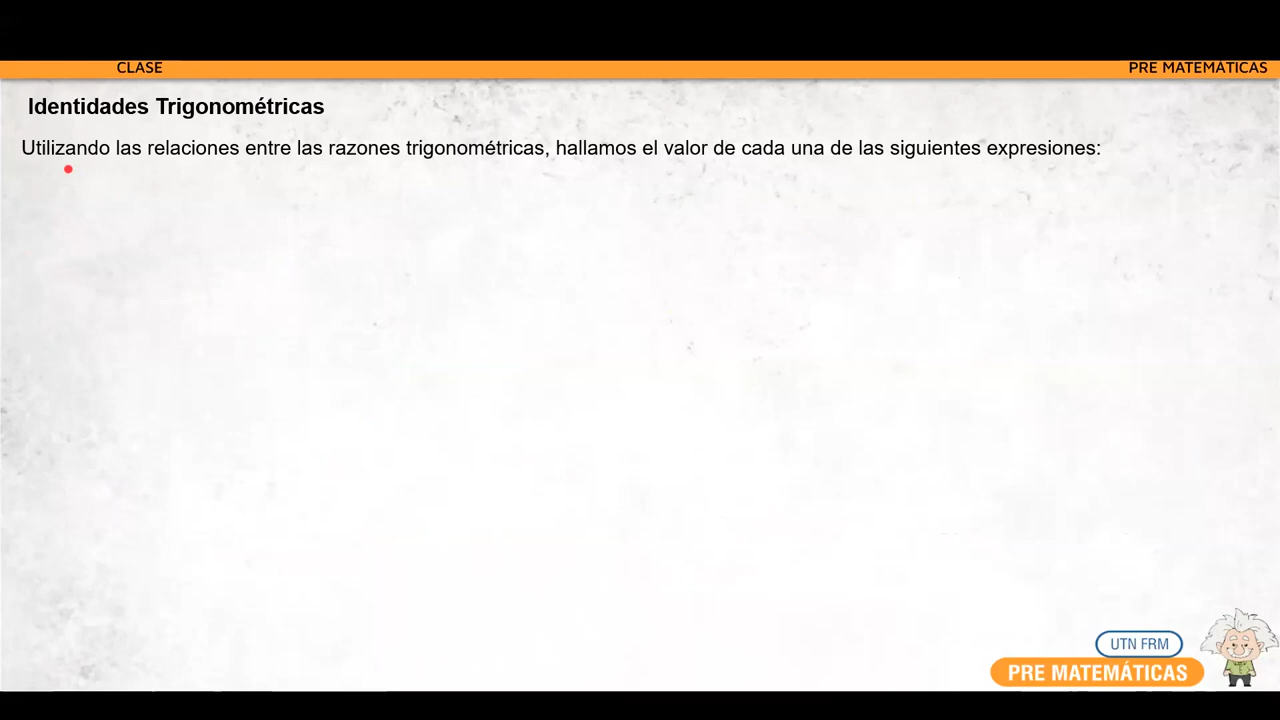 CLASE
PRE MATEMÁTICAS
Identidades Trigonométricas
Utilizando las relaciones entre las razones trigonométricas, hallamos el valor de cada una de las siguientes expresiones:
UTN FRM
PRE MATEMÁTICAS